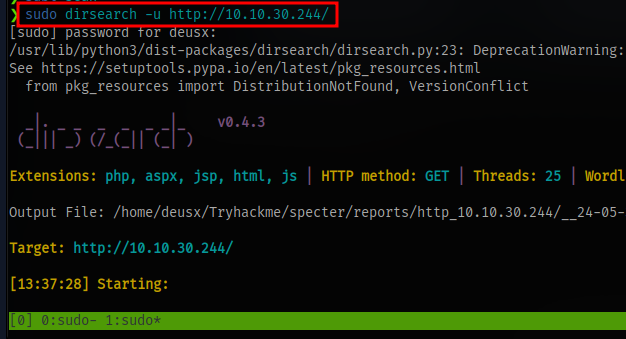 ❯ sudo dirsearch -u http://10.10.30.244/
[sudo] password for deusx:
/usr/lib/python3/dist-packages/dirsearch/dirsearch.py:23: DeprecationWarning:
See https://setuptools.pypa.io/en/latest/pkg_resources.html
from pkg_resources import DistributionNotFound, VersionConflict
dirsearch v0.4.3
Extensions: php, aspx, jsp, html, js | HTTP method: GET | Threads: 25 | Wordl
Output File: /home/deusx/Tryhackme/specter/reports/http_10.10.30.244/__24-05-
Target: http://10.10.30.244/
[13:37:28] Starting:
[0] 0:sudo- 1:sudo*